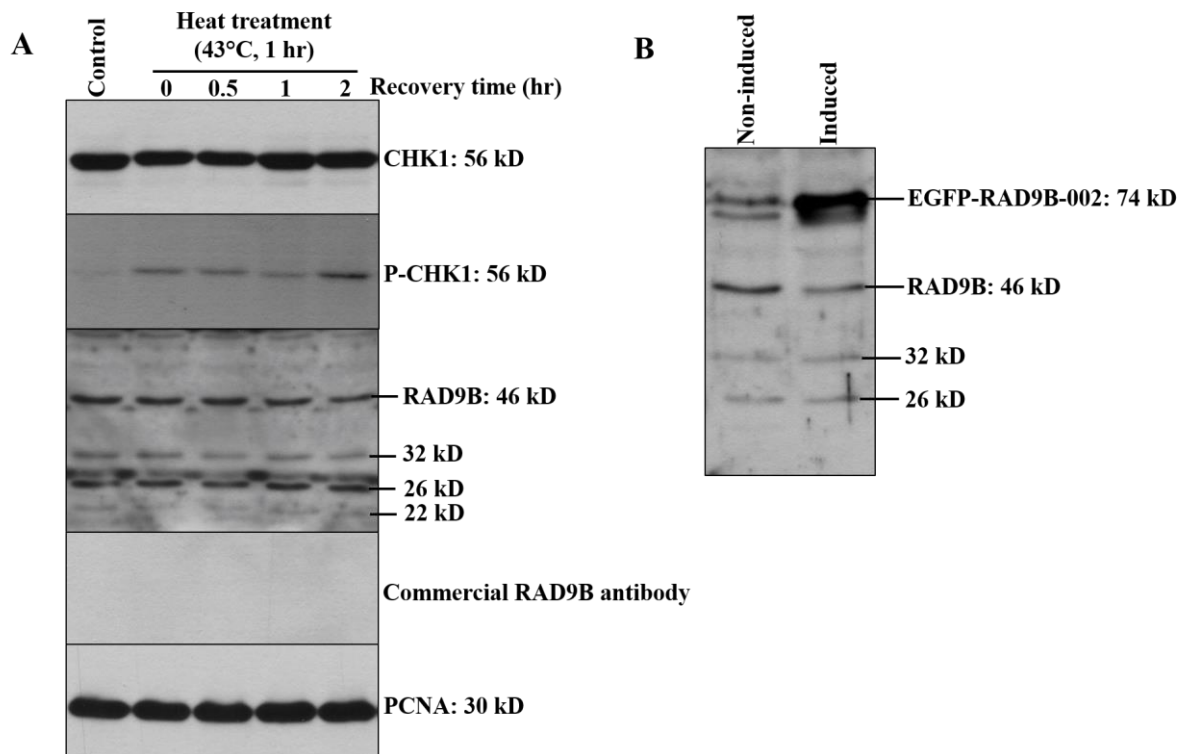 A
Heat treatment
(43°C, 1 hr)
Control
0 0.5 1 2 Recovery time (hr)
CHK1: 56 kD
P-CHK1: 56 kD
RAD9B: 46 kD
32 kD
26 kD
22 kD
Commercial RAD9B antibody
PCNA: 30 kD
B
Non-induced
Induced
EGFP-RAD9B-002: 74 kD
RAD9B: 46 kD
32 kD
26 kD